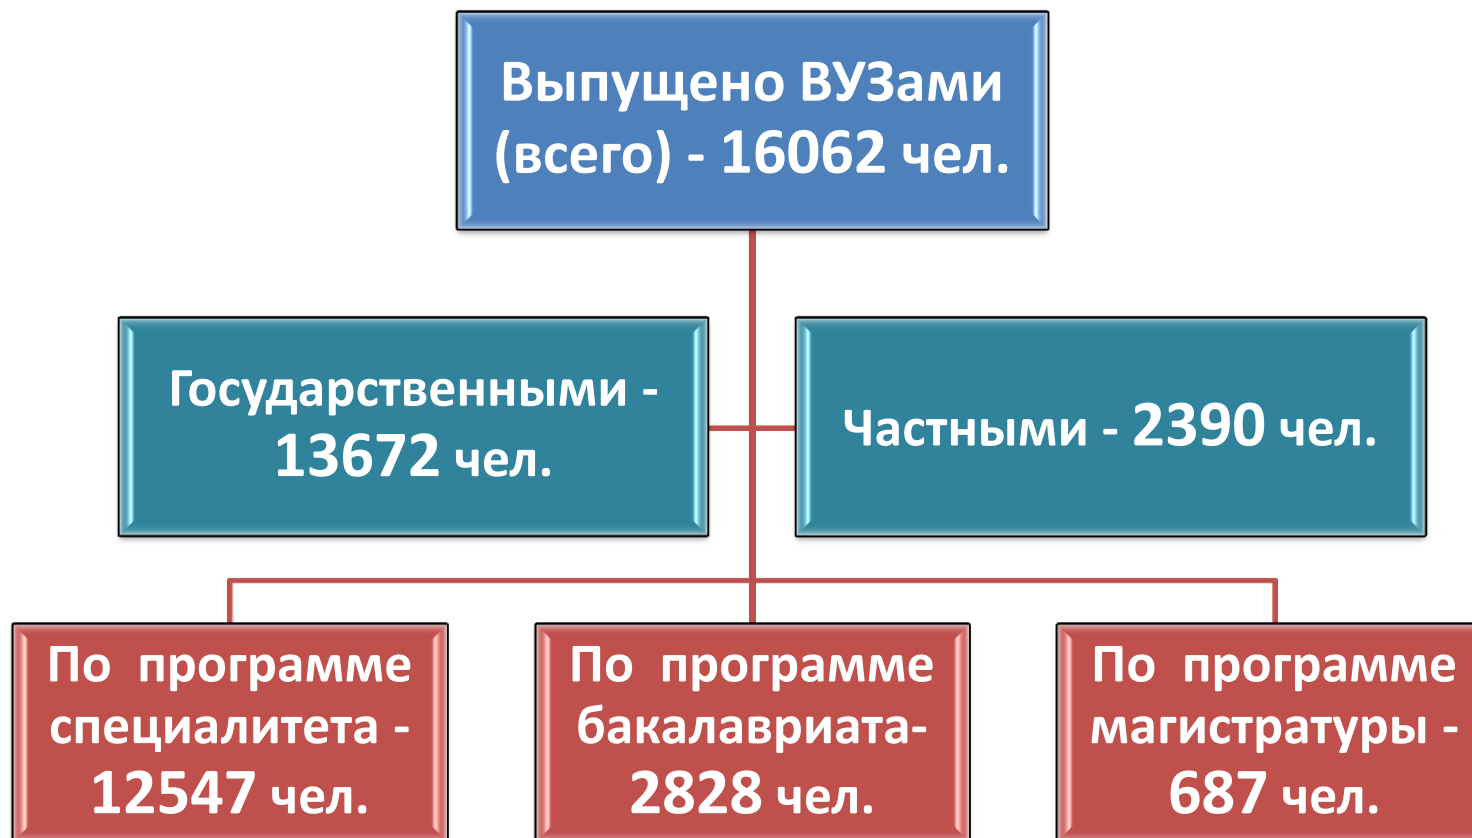 Выпущено ВУЗами
(всего) - 16062 чел.
Государственными -
13672 чел.
Частными - 2390 чел.
По программе
специалитета -
12547 чел.
По программе
бакалавриата-
2828 чел.
По программе
магистратуры -
687 чел.